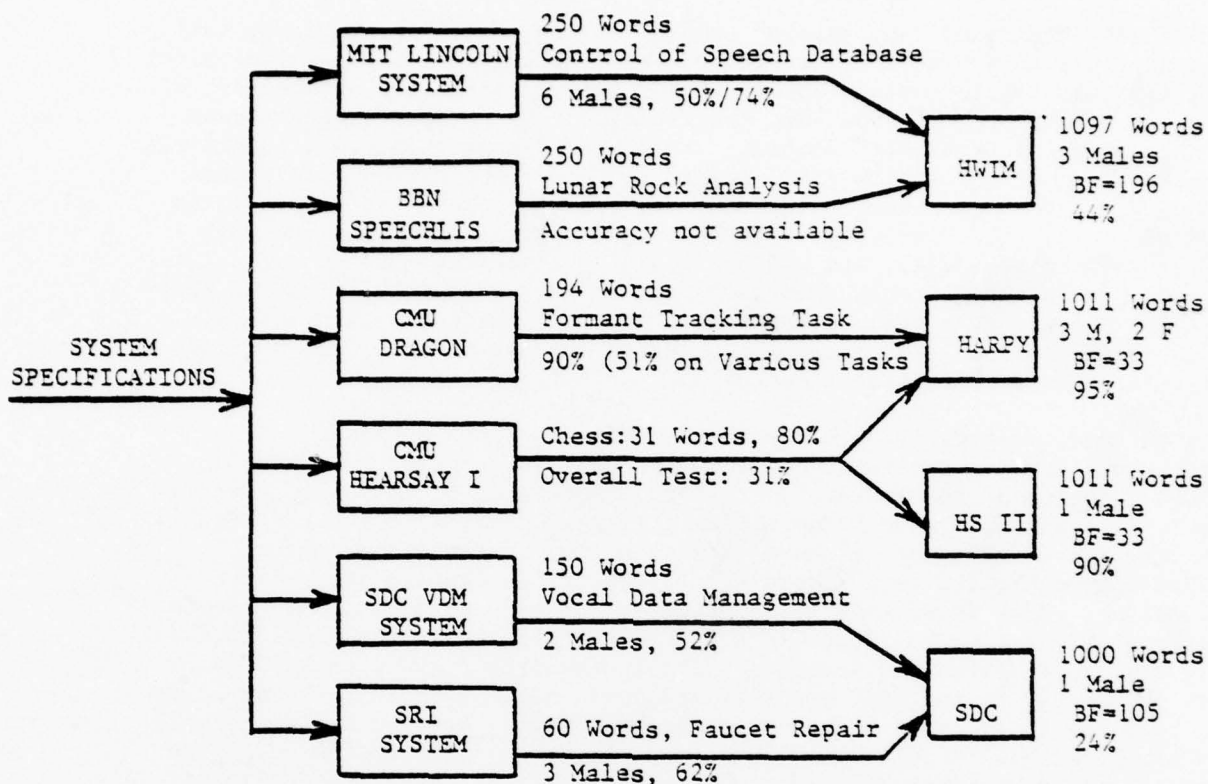 SYSTEM
SPECIFICATIONS
MIT LINCOLN
SYSTEM
250 Words
Control of Speech Database
6 Males, 50%/74%
BBN
SPEECHLIS
250 Words
Lunar Rock Analysis
Accuracy not available
HWIM
1097 Words
3 Males
BF=196
44%
CMU
DRAGON
194 Words
Formant Tracking Task
90% (51% on Various Tasks
HARPY
1011 Words
3 M, 2 F
BF=33
95%
CMU
HEARSAY I
Chess:31 Words, 80%
Overall Test: 31%
HS II
1011 Words
1 Male
BF=33
90%
SDC VDM
SYSTEM
150 Words
Vocal Data Management
2 Males, 52%
SRI
SYSTEM
60 Words, Faucet Repair
3 Males, 62%
SDC
1000 Words
1 Male
BF=105
24%